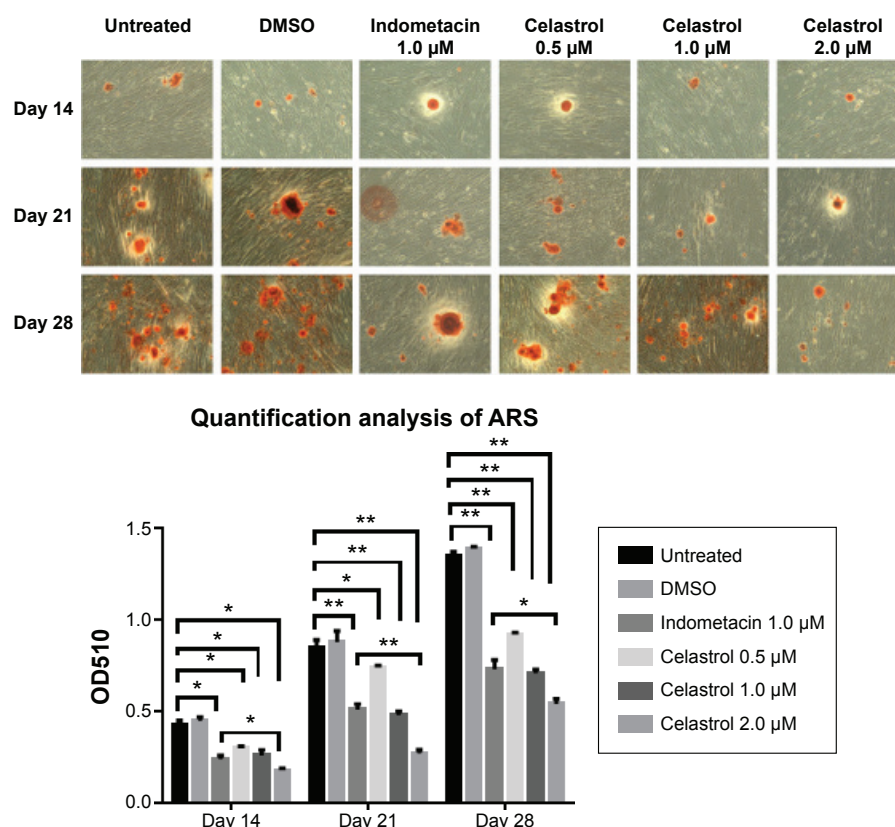 Untreated DMSO Indometacin 1.0 µM Celastrol 0.5 µM Celastrol 1.0 µM Celastrol 2.0 µM
Day 14
Day 21
Day 28
Quantification analysis of ARS
OD510
1.5
1.0
0.5
0.0
* * * * *
** * ** ** **
** ** ** ** *
Day 14 Day 21 Day 28
Untreated
DMSO
Indometacin 1.0 µM
Celastrol 0.5 µM
Celastrol 1.0 µM
Celastrol 2.0 µM